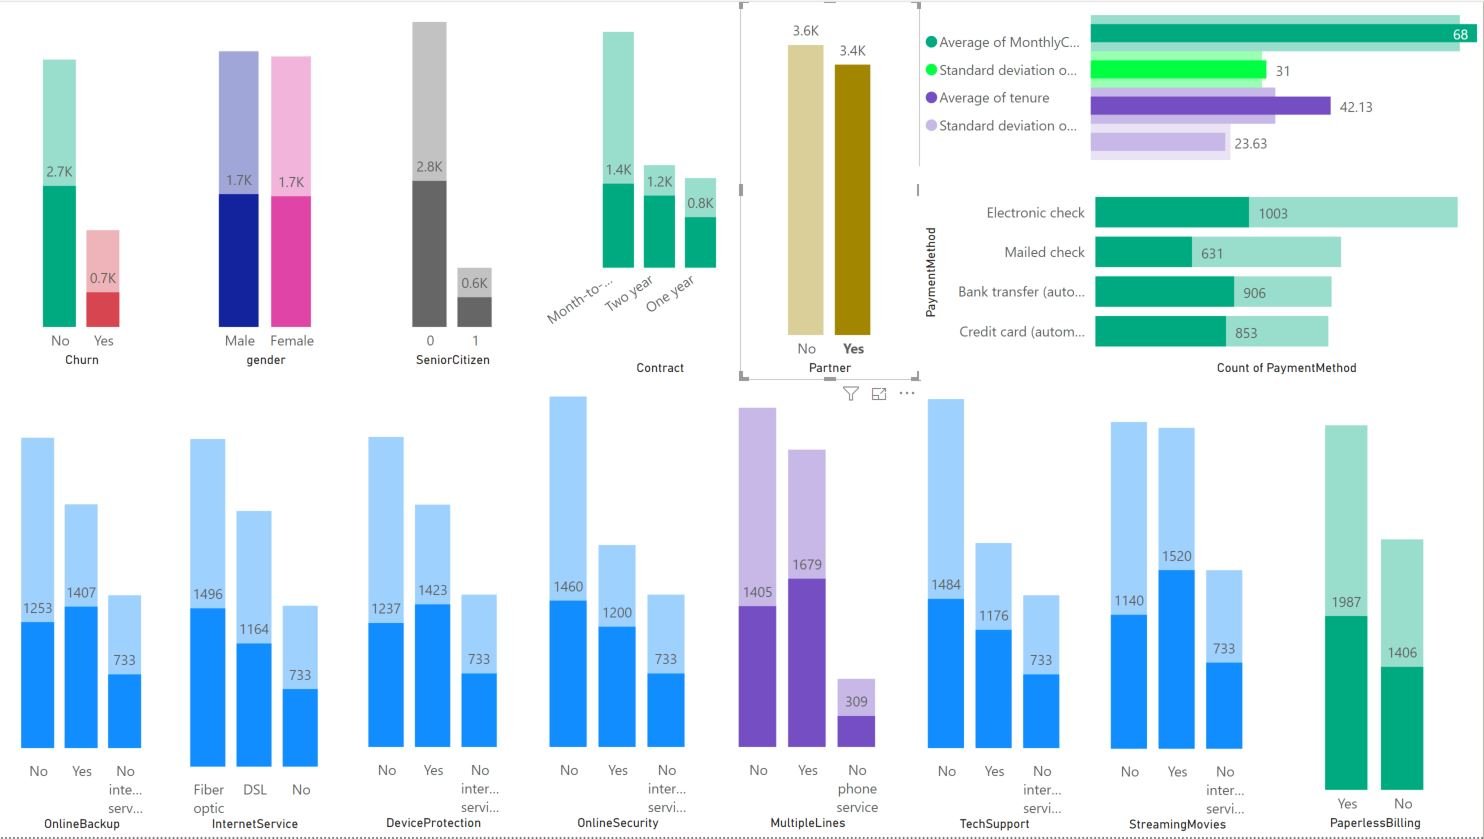 2.7K
0.7K
No Yes
Churn
1.7K 1.7K
Male Female
gender
2.8K
0.6K
0 1
SeniorCitizen
1.4K
1.2K
0.8K
Month-to-...
Two year
One year
Contract
3.6K
3.4K
No Yes
Partner
Average of MonthlyC...
Standard deviation o...
Average of tenure
Standard deviation o...
68
31
42.13
23.63
PaymentMethod
Electronic check 1003
Mailed check 631
Bank transfer (auto... 906
Credit card (autom... 853
Count of PaymentMethod
1253 1407 733
No Yes No
inte...
serv...
OnlineBackup
1496 1164 733
Fiber DSL No
optic
InternetService
1237 1423 733
No Yes No
inter...
servi...
DeviceProtection
1460 1200 733
No Yes No
inter...
servi...
OnlineSecurity
1405 1679 309
No Yes No
phone
service
MultipleLines
1484 1176 733
No Yes No
inter...
servi...
TechSupport
1140 1520 733
No Yes No
inter...
servi...
StreamingMovies
1987 1406
Yes No
PaperlessBilling